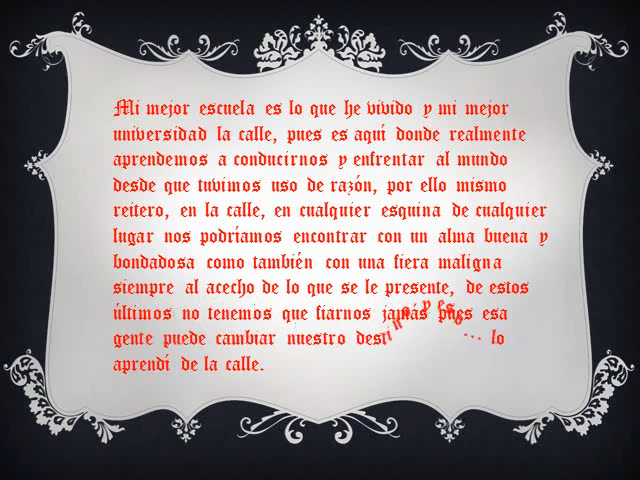 Mi mejor escuela es lo que he vivido y mi mejor
universidad la calle, pues es aquí donde realmente
aprendemos a conducirnos y enfrentar al mundo
desde que tuvimos uso de razón, por ello mismo
reitero, en la calle, en cualquier esquina de cualquier
lugar nos podríamos encontrar con un alma buena y
bondadosa como también con una fiera maligna
siempre al acecho de lo que se le presente, de estos
últimos no tenemos que fiarnos jamás pues esa
gente puede cambiar nuestro destino y eso... lo
aprendí de la calle.